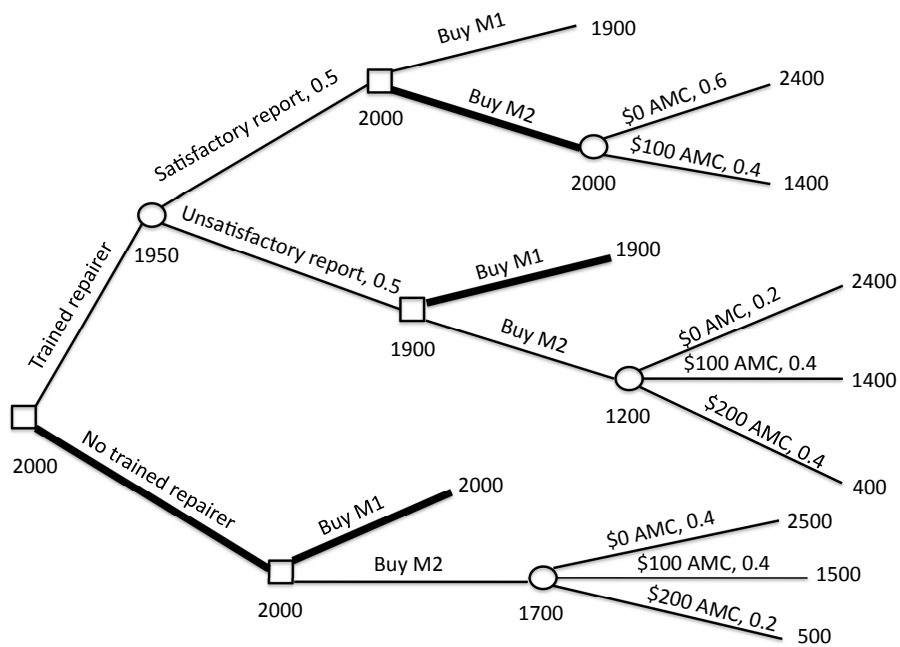 Buy M1
1900
Satisfactory report, 0.5
2000
Buy M2
$0 AMC, 0.6
2400
$100 AMC, 0.4
2000
1400
Trained repairer
1950
Unsatisfactory report, 0.5
Buy M1
1900
1900
Buy M2
$0 AMC, 0.2
2400
$100 AMC, 0.4
1400
1200
$200 AMC, 0.4
400
2000
No trained repairer
Buy M1
2000
2000
Buy M2
$0 AMC, 0.4
2500
$100 AMC, 0.4
1500
1700
$200 AMC, 0.2
500